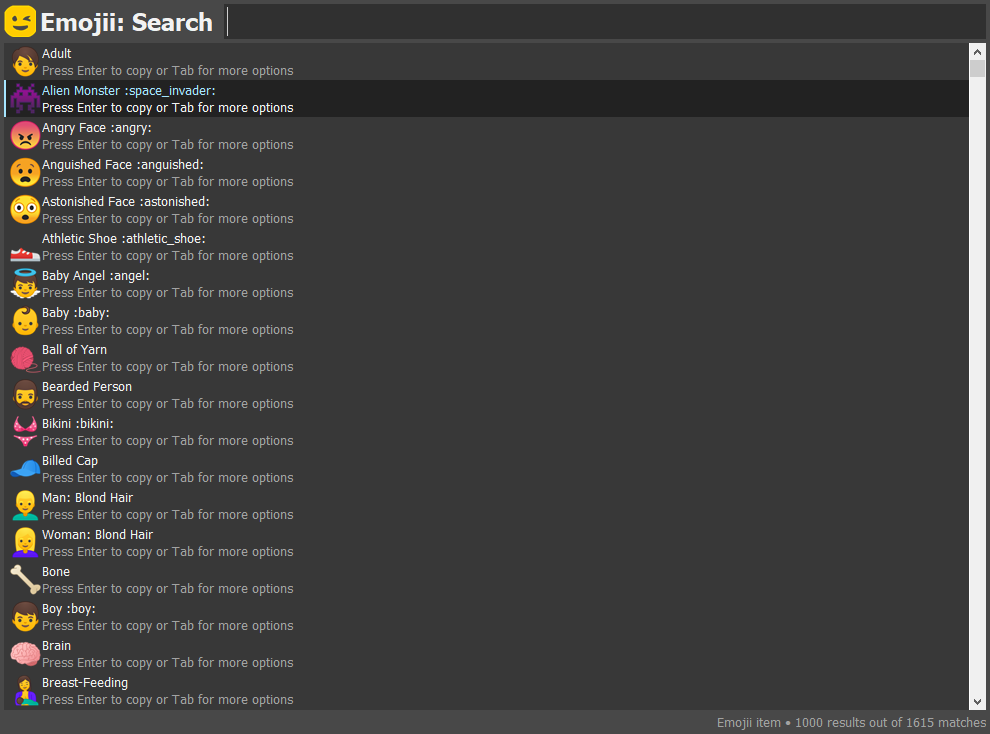 Emojii: Search
Adult
Press Enter to copy or Tab for more options
Alien Monster :space_invader:
Press Enter to copy or Tab for more options
Angry Face :angry:
Press Enter to copy or Tab for more options
Anguished Face :anguished:
Press Enter to copy or Tab for more options
Astonished Face :astonished:
Press Enter to copy or Tab for more options
Athletic Shoe :athletic_shoe:
Press Enter to copy or Tab for more options
Baby Angel :angel:
Press Enter to copy or Tab for more options
Baby :baby:
Press Enter to copy or Tab for more options
Ball of Yarn
Press Enter to copy or Tab for more options
Bearded Person
Press Enter to copy or Tab for more options
Bikini :bikini:
Press Enter to copy or Tab for more options
Billed Cap
Press Enter to copy or Tab for more options
Man: Blond Hair
Press Enter to copy or Tab for more options
Woman: Blond Hair
Press Enter to copy or Tab for more options
Bone
Press Enter to copy or Tab for more options
Boy :boy:
Press Enter to copy or Tab for more options
Brain
Press Enter to copy or Tab for more options
Breast-Feeding
Press Enter to copy or Tab for more options
Emojii item • 1000 results out of 1615 matches